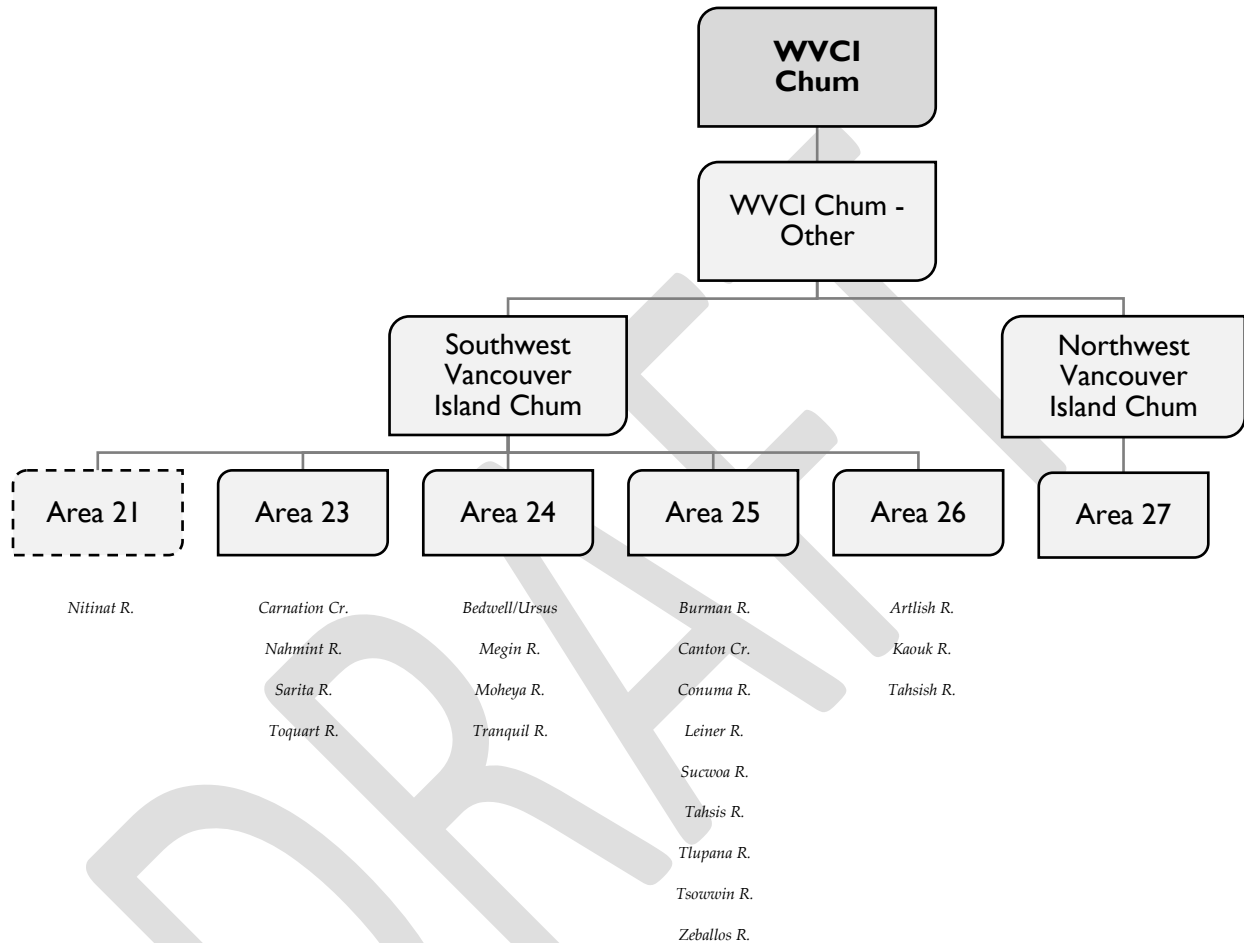 WVCI
Chum
WVCI Chum -
Other
Southwest
Vancouver
Island Chum
Northwest
Vancouver
Island Chum
Area 21
Area 23
Area 24
Area 25
Area 26
Area 27
Nitinat R.
Carnation Cr.
Nahmint R.
Sarita R.
Toquart R.
Bedwell/Ursus
Megin R.
Moheya R.
Tranquil R.
Burman R.
Canton Cr.
Conuma R.
Leiner R.
Sucwoa R.
Tahsis R.
Tlupana R.
Tsowwin R.
Zeballos R.
Artlish R.
Kaouk R.
Tahsish R.
DRAFT